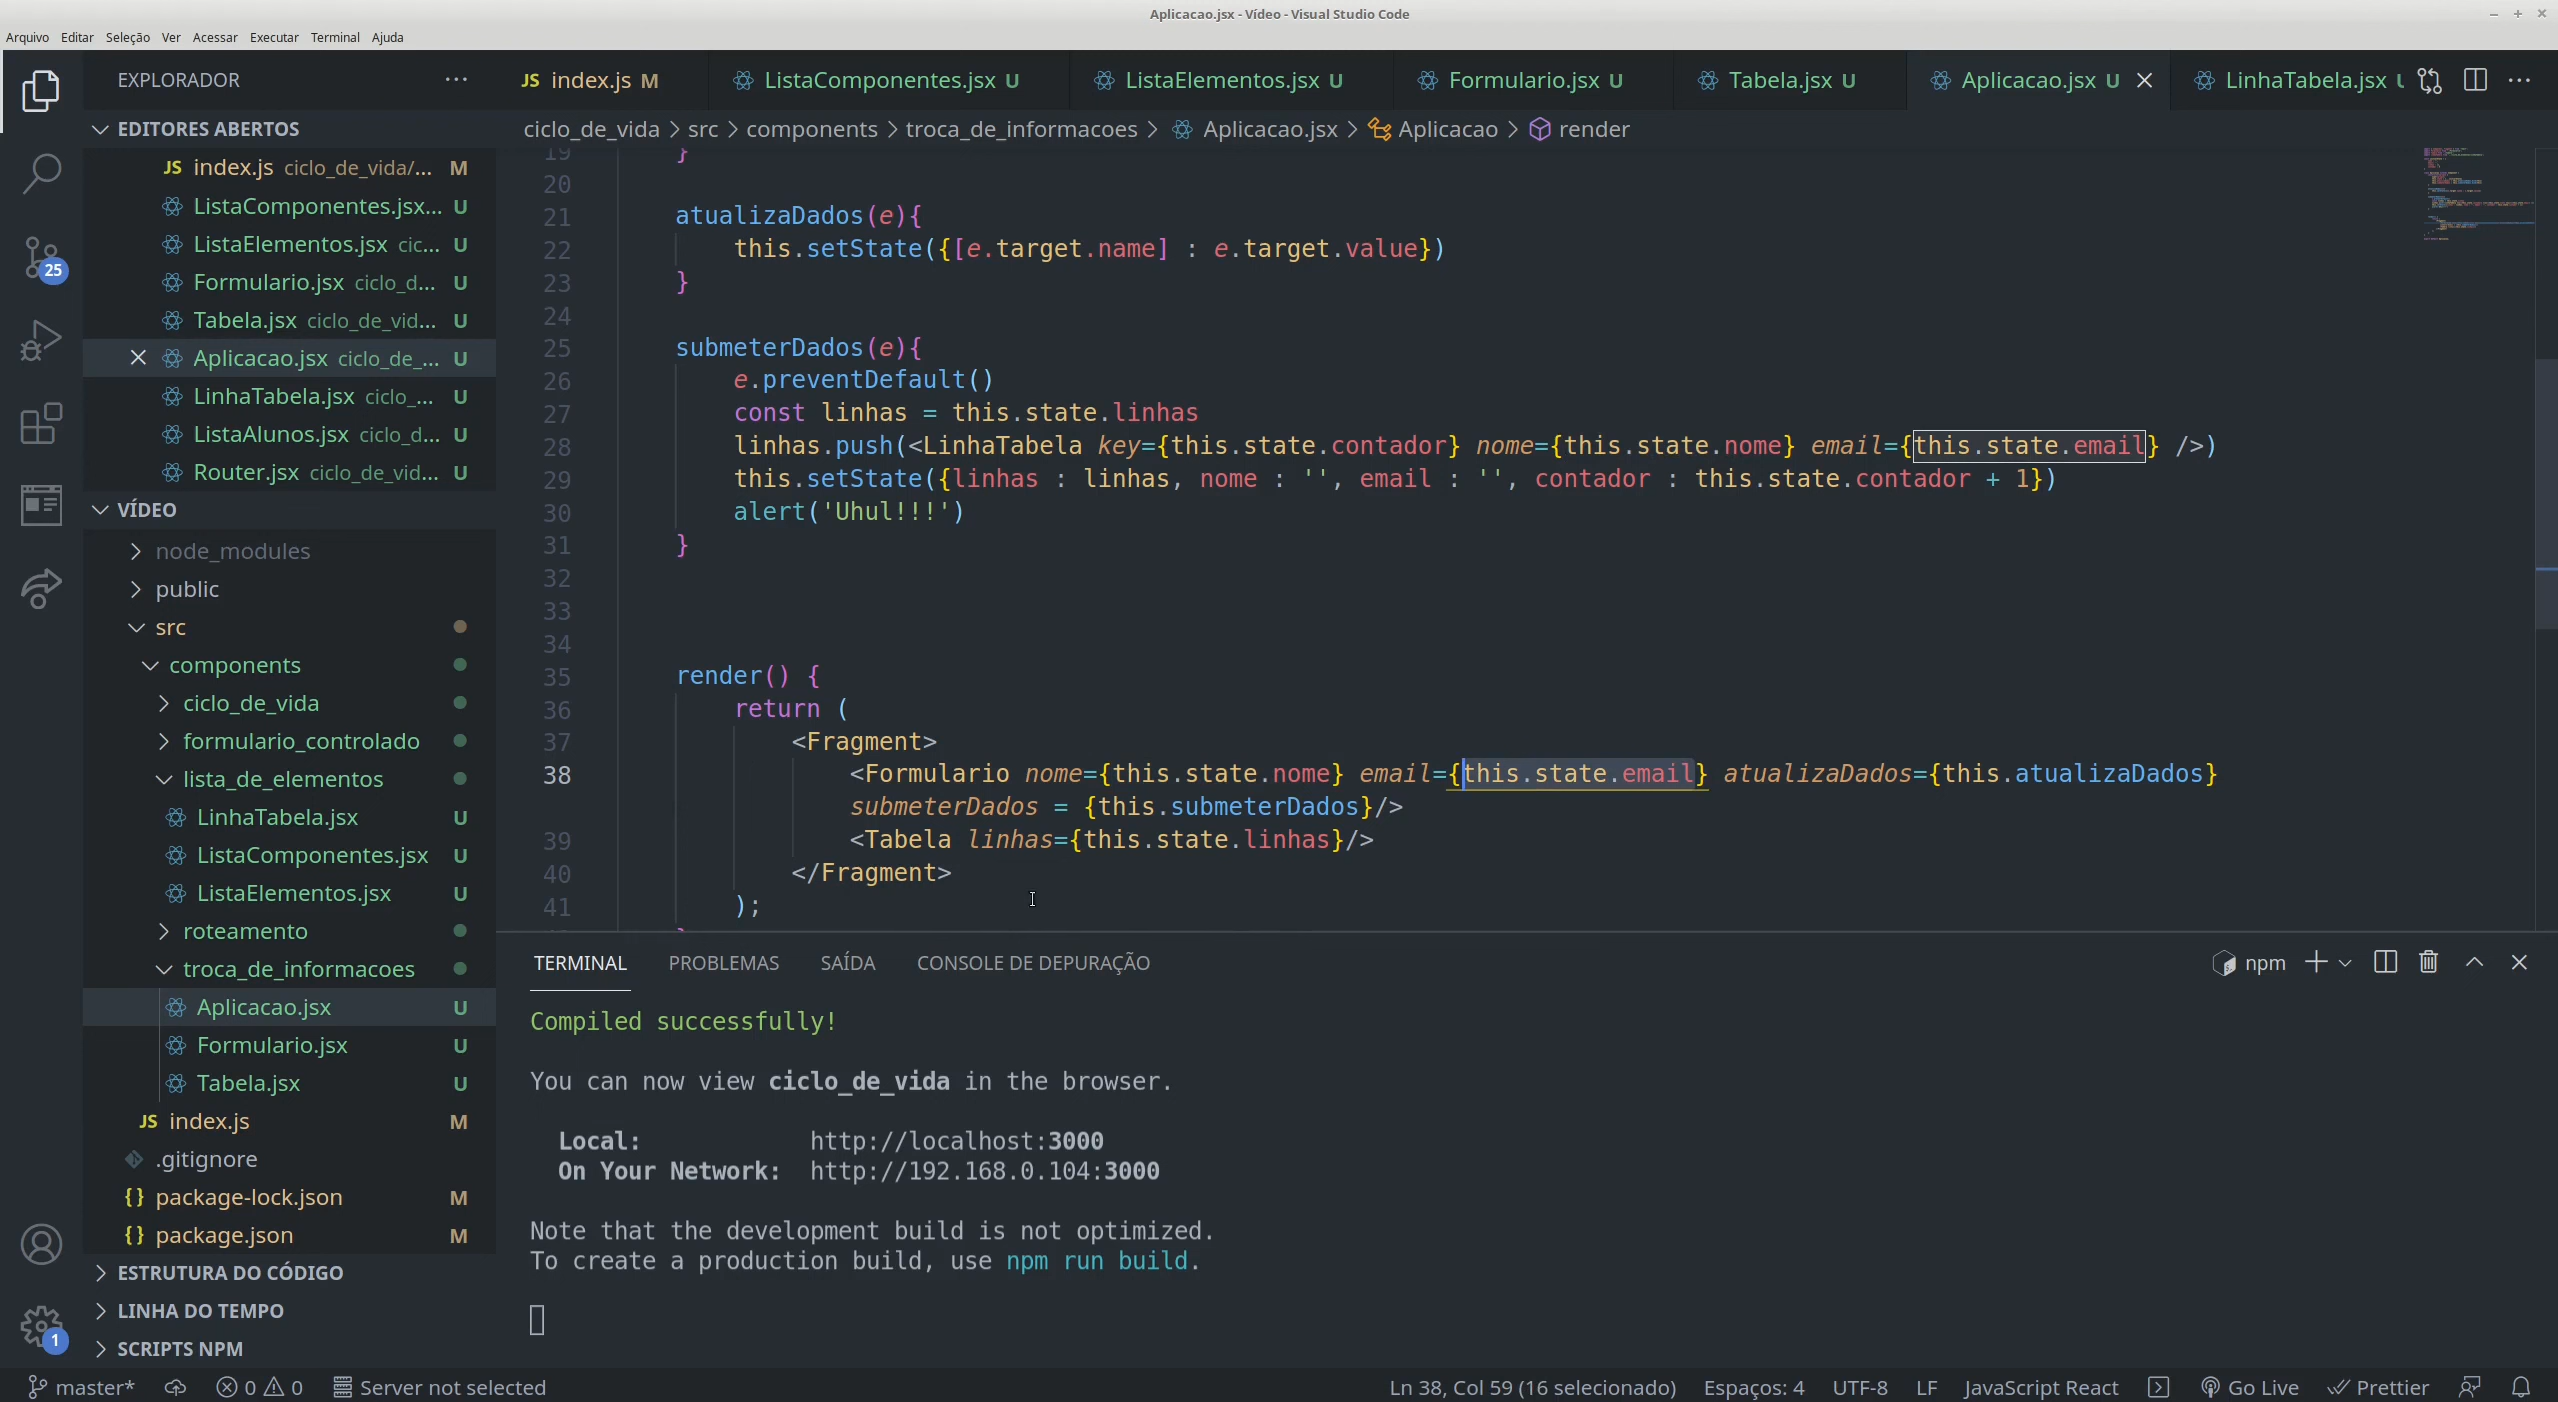 Aplicacao.jsx - Vídeo - Visual Studio Code
Arquivo Editar Seleção Ver Acessar Executar Terminal Ajuda
EXPLORADOR
EDITORES ABERTOS
JS index.js ciclo_de_vida/... M
ListaComponentes.jsx... U
ListaElementos.jsx cic... U
Formulario.jsx ciclo_d... U
Tabela.jsx ciclo_de_vid... U
Aplicacao.jsx ciclo_de_... U
LinhaTabela.jsx ciclo_... U
ListaAlunos.jsx ciclo_d... U
Router.jsx ciclo_de_vid... U
VÍDEO
node_modules
public
src
components
ciclo_de_vida
formulario_controlado
lista_de_elementos
LinhaTabela.jsx U
ListaComponentes.jsx U
ListaElementos.jsx U
roteamento
troca_de_informacoes
Aplicacao.jsx U
Formulario.jsx U
Tabela.jsx U
JS index.js M
.gitignore
{} package-lock.json M
{} package.json M
ESTRUTURA DO CÓDIGO
LINHA DO TEMPO
SCRIPTS NPM
25
1
JS index.js M ListaComponentes.jsx U ListaElementos.jsx U Formulario.jsx U Tabela.jsx U Aplicacao.jsx U LinhaTabela.jsx
ciclo_de_vida > src > components > troca_de_informacoes > Aplicacao.jsx > Aplicacao > render
19 }
20
21 atualizaDados(e){
22 this.setState({[e.target.name] : e.target.value})
23 }
24
25 submeterDados(e){
26 e.preventDefault()
27 const linhas = this.state.linhas
28 linhas.push(<LinhaTabela key={this.state.contador} nome={this.state.nome} email={this.state.email} />)
29 this.setState({linhas : linhas, nome : '', email : '', contador : this.state.contador + 1})
30 alert('Uhul!!!')
31 }
32
33
34
35 render() {
36 return (
37 <Fragment>
38 <Formulario nome={this.state.nome} email={this.state.email} atualizaDados={this.atualizaDados}
submeterDados = {this.submeterDados}/>
39 <Tabela linhas={this.state.linhas}/>
40 </Fragment>
41 );
TERMINAL PROBLEMAS SAÍDA CONSOLE DE DEPURAÇÃO npm
Compiled successfully!
You can now view ciclo_de_vida in the browser.
Local: http://localhost:3000
On Your Network: http://192.168.0.104:3000
Note that the development build is not optimized.
To create a production build, use npm run build.
master* 0 0 Server not selected Ln 38, Col 59 (16 selecionado) Espaços: 4 UTF-8 LF JavaScript React Go Live Prettier